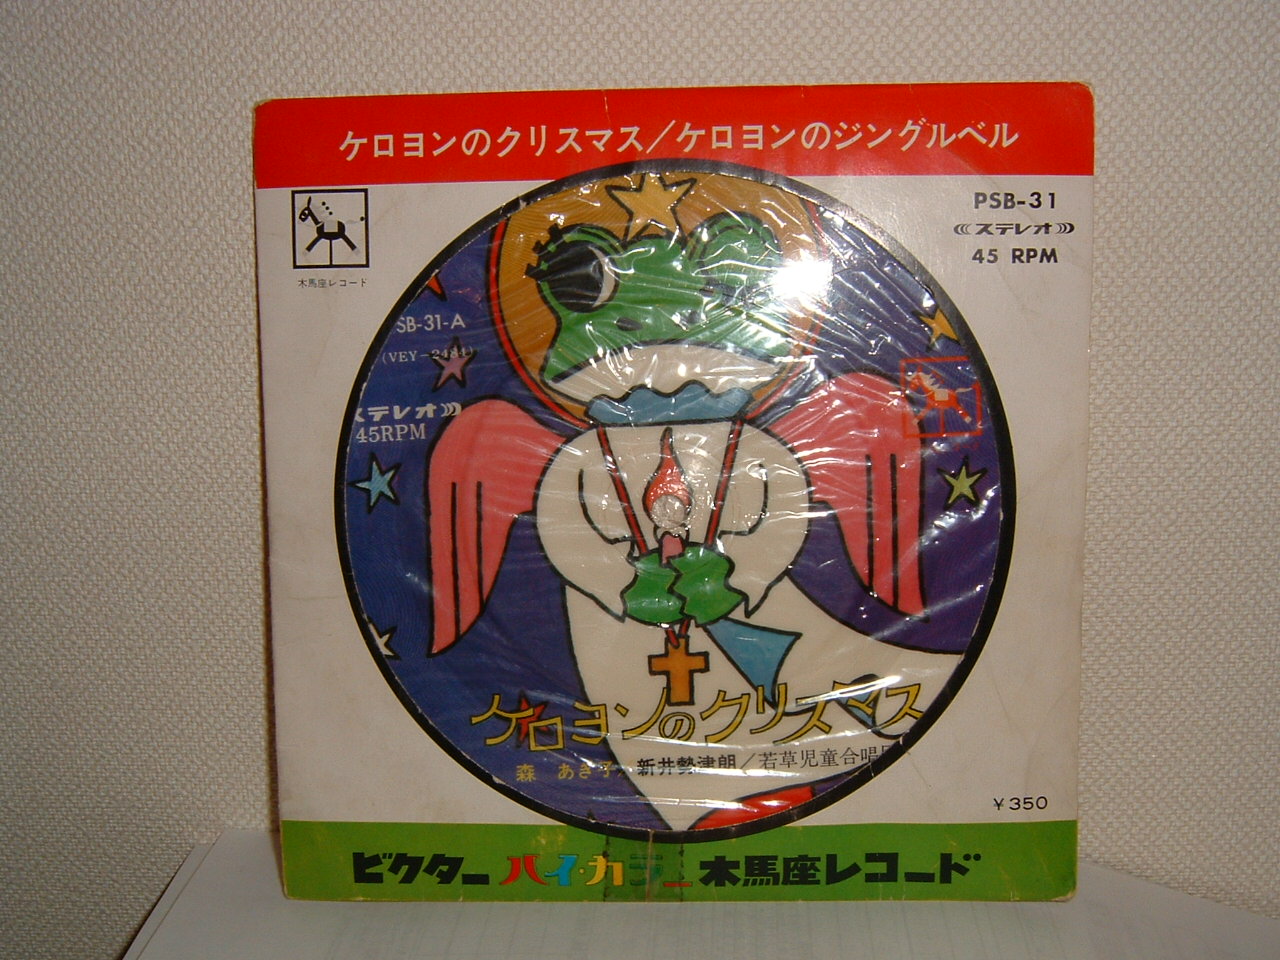 ケロヨンのクリスマス/ケロヨンのジングルベル
木馬座レコード
PSB-31
ステレオ
45 RPM
SB-31-A
(VEY-2484)
ステレオ
45RPM
ケロヨンのクリスマス
森 あき子/新井勢津朗/若草児童合唱
¥350
ビクター ハイ・カラー 木馬座レコード